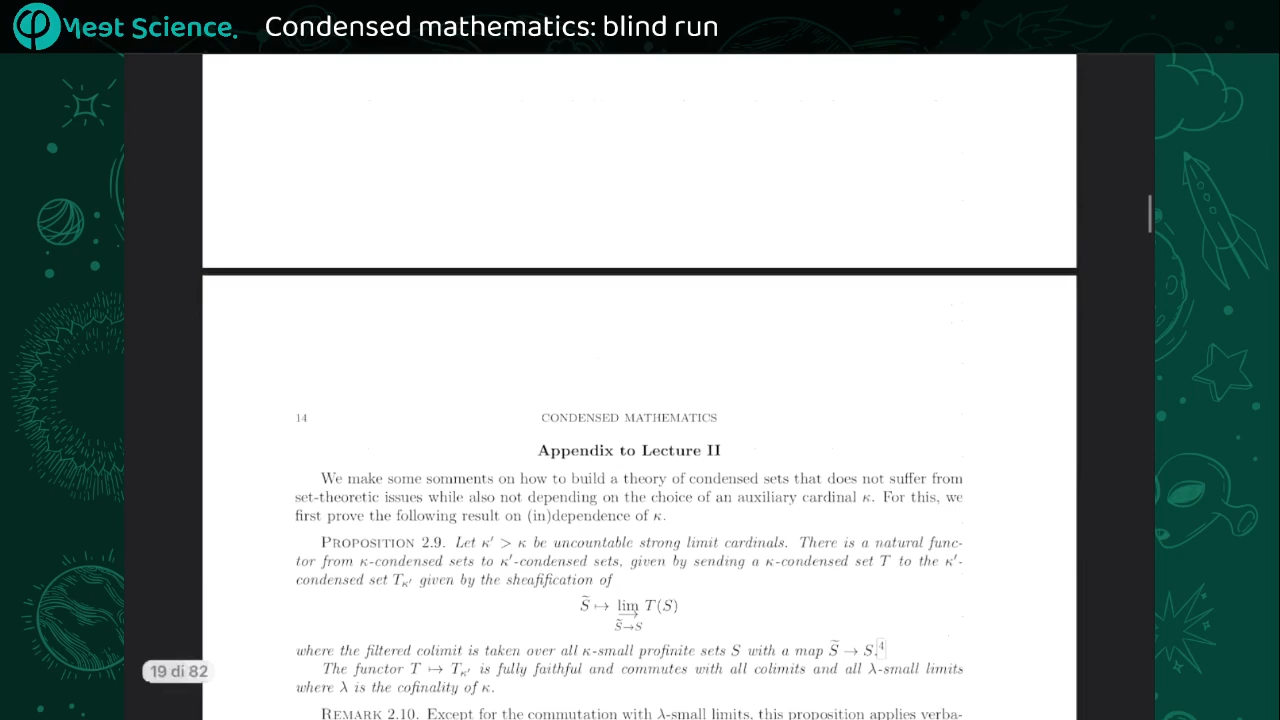 Meet Science.
Condensed mathematics: blind run
14
CONDENSED MATHEMATICS
Appendix to Lecture II
We make some somments on how to build a theory of condensed sets that does not suffer from
set-theoretic issues while also not depending on the choice of an auxiliary cardinal κ. For this, we
first prove the following result on (in)dependence of κ.
Proposition 2.9. Let κ′ > κ be uncountable strong limit cardinals. There is a natural func-
tor from κ-condensed sets to κ′-condensed sets, given by sending a κ-condensed set T to the κ′-
condensed set Tκ′ given by the sheafification of
S̃ ↦ lim T(S)
→
S̃→S
where the filtered colimit is taken over all κ-small profinite sets S with a map S̃ → S.4
The functor T ↦ Tκ′ is fully faithful and commutes with all colimits and all λ-small limits
where λ is the cofinality of κ.
19 di 82
Remark 2.10. Except for the commutation with λ-small limits, this proposition applies verba-